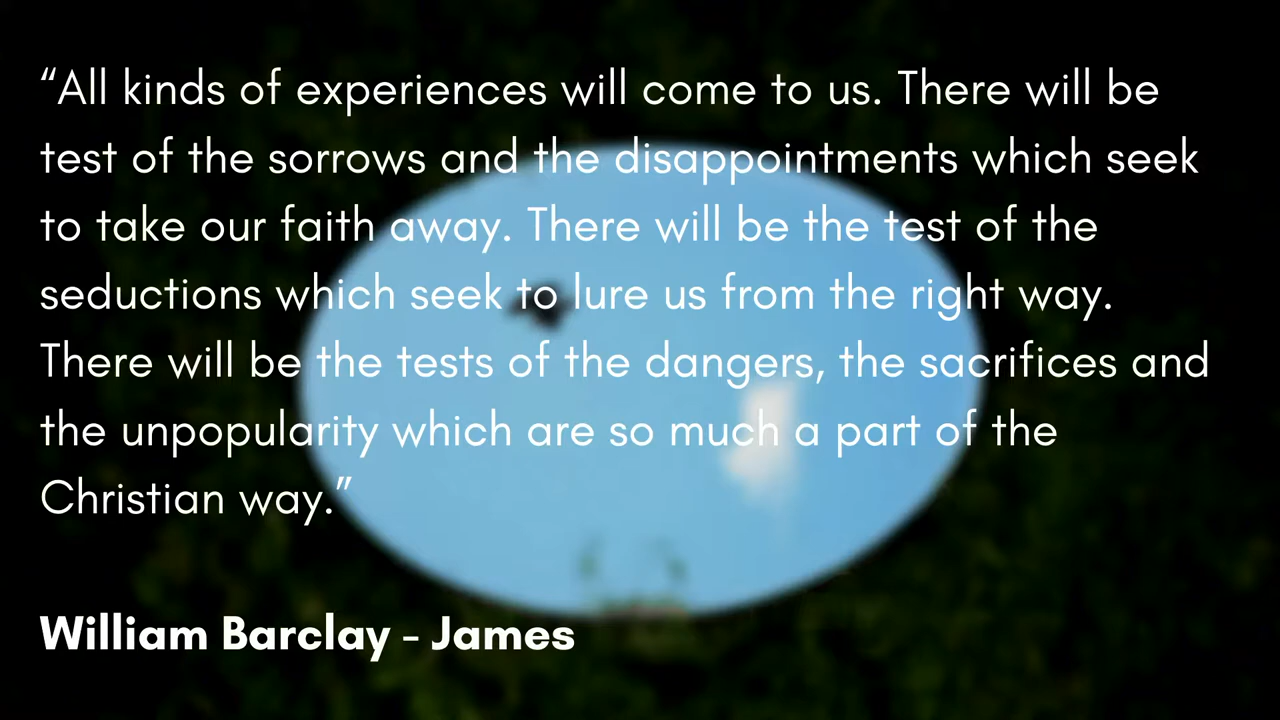 “All kinds of experiences will come to us. There will be
test of the sorrows and the disappointments which seek
to take our faith away. There will be the test of the
seductions which seek to lure us from the right way.
There will be the tests of the dangers, the sacrifices and
the unpopularity which are so much a part of the
Christian way.”
William Barclay - James